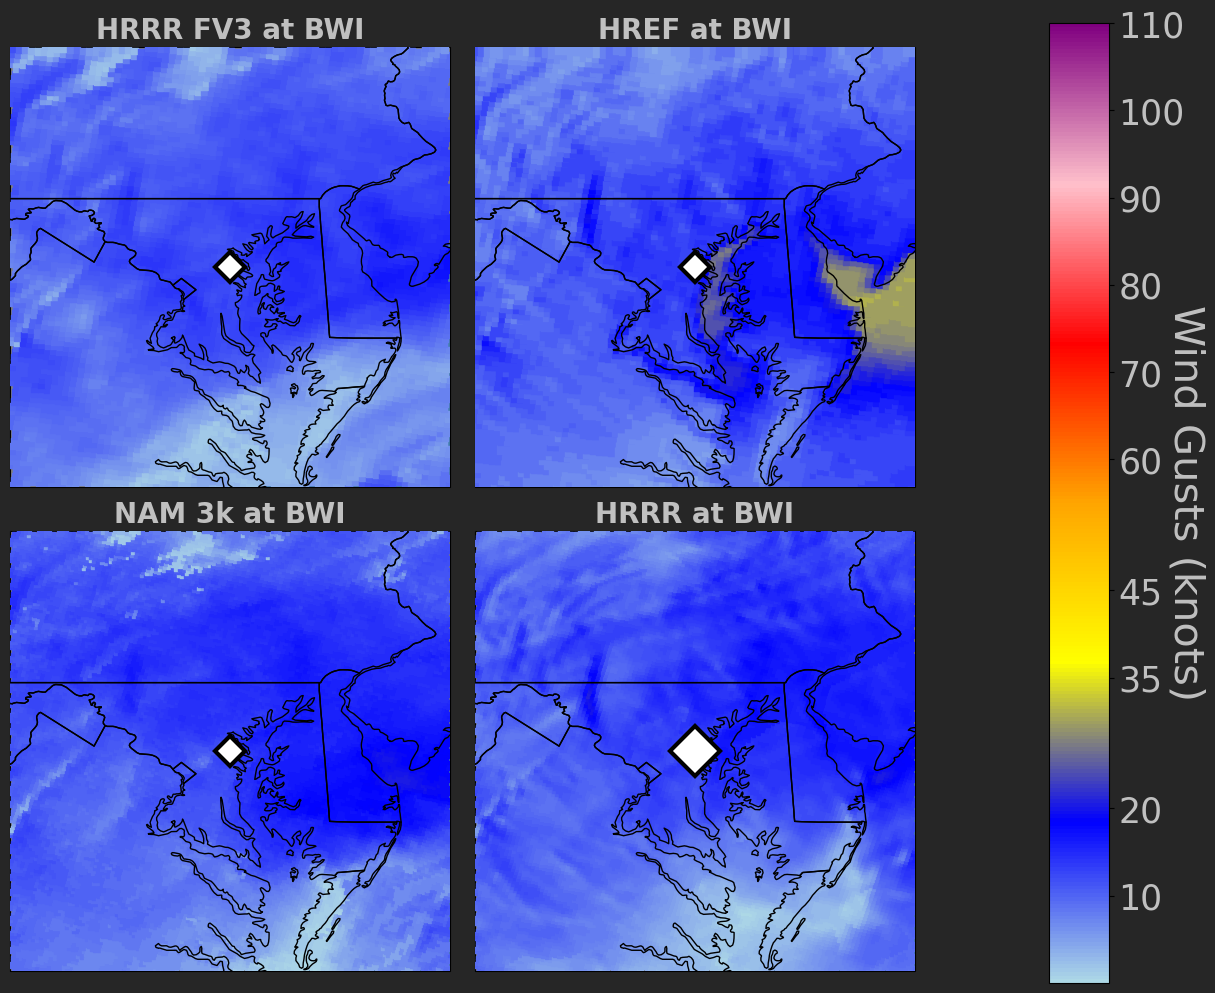 HRRR FV3 at BWI
HREF at BWI
NAM 3k at BWI
HRRR at BWI
110
100
90
80
70
60
45
35
20
10
Wind Gusts (knots)